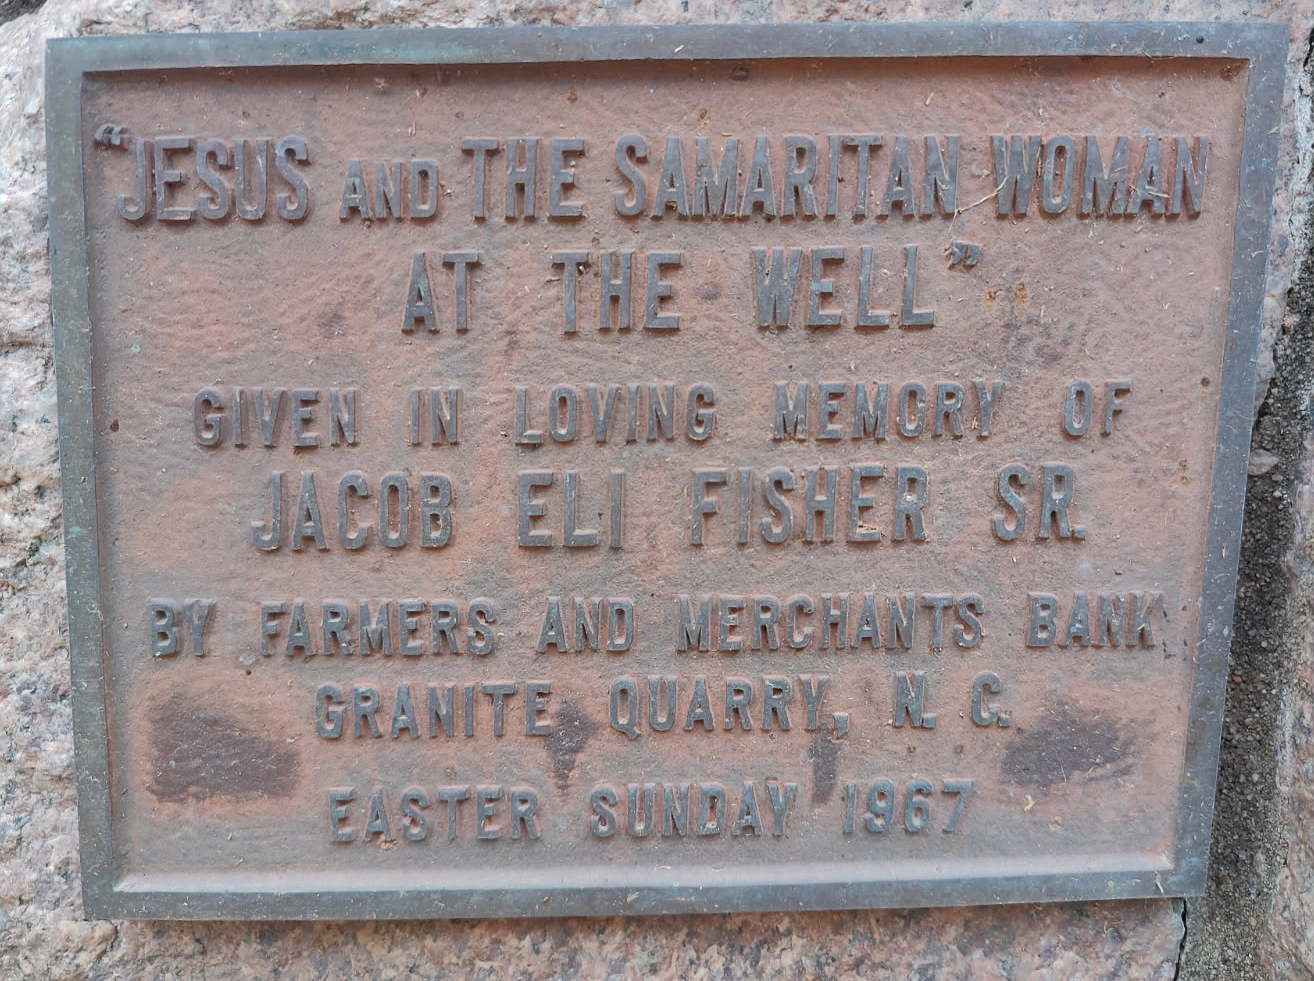 “JESUS AND THE SAMARITAN WOMAN
AT THE WELL”
GIVEN IN LOVING MEMORY OF
JACOB ELI FISHER SR.
BY FARMERS AND MERCHANTS BANK
GRANITE QUARRY, N. C.
EASTER SUNDAY 1967